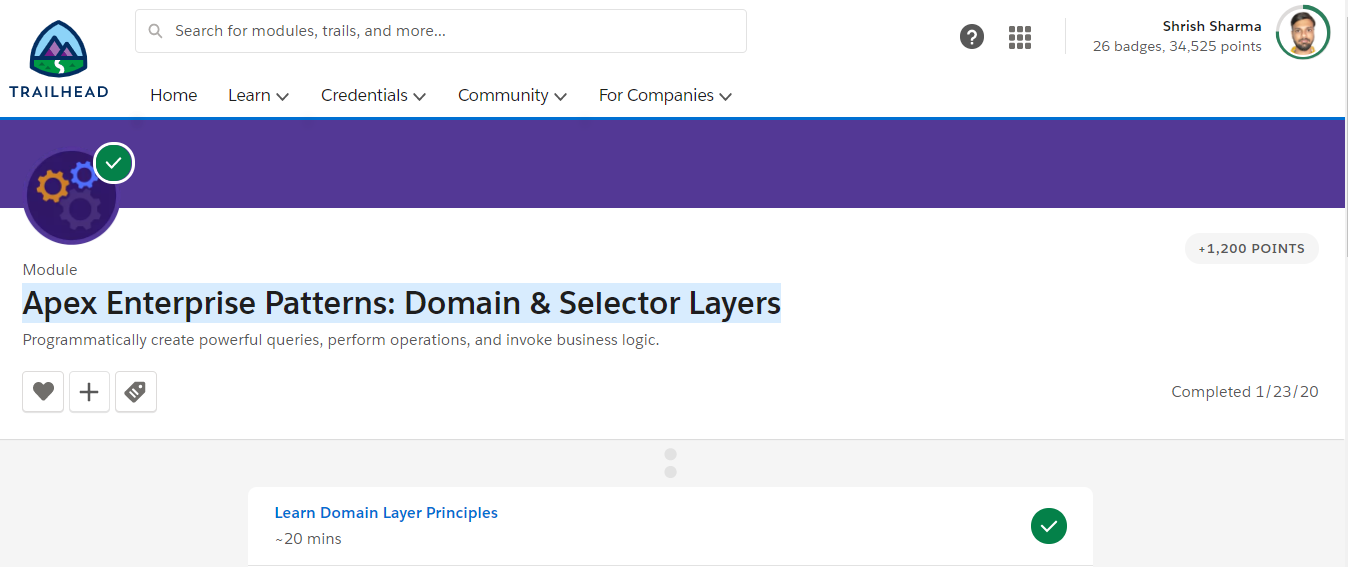 TRAILHEAD
Search for modules, trails, and more...
Shrish Sharma
26 badges, 34,525 points
Home Learn Credentials Community For Companies
+1,200 POINTS
Module
Apex Enterprise Patterns: Domain & Selector Layers
Programmatically create powerful queries, perform operations, and invoke business logic.
Completed 1/23/20
Learn Domain Layer Principles
~20 mins